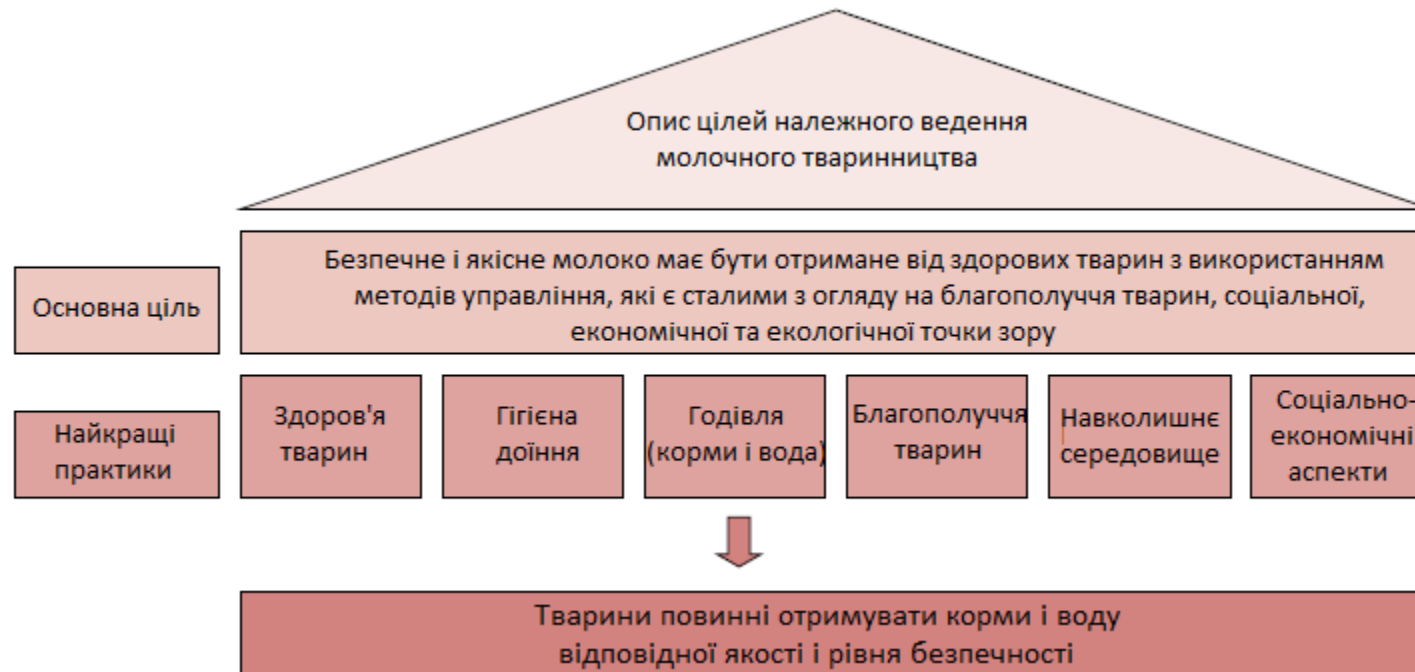 Опис цілей належного ведення
молочного тваринництва
Основна ціль
Безпечне і якісне молоко має бути отримане від здорових тварин з використанням
методів управління, які є сталими з огляду на благополуччя тварин, соціальної,
економічної та екологічної точки зору
Найкращі
практики
Здоров'я
тварин
Гігієна
доїння
Годівля
(корми і вода)
Благополуччя
тварин
Навколишнє
середовище
Соціально-
економічні
аспекти
Тварини повинні отримувати корми і воду
відповідної якості і рівня безпечності